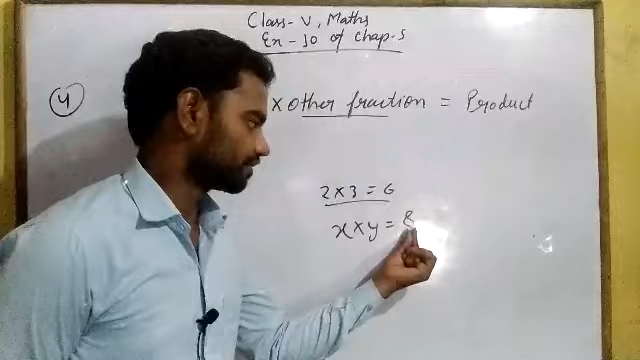 Class-V, Maths
Ex-10 of Chap-5
4
x other fraction = Product
2 x 3 = 6
x x y = 8